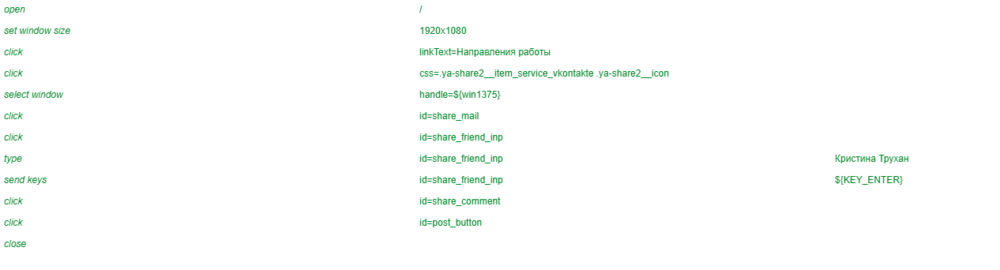 open /
set window size 1920x1080
click linkText=Направления работы
click css=.ya-share2__item_service_vkontakte .ya-share2__icon
select window handle=${win1375}
click id=share_mail
click id=share_friend_inp
type id=share_friend_inp Кристина Трухан
send keys id=share_friend_inp ${KEY_ENTER}
click id=share_comment
click id=post_button
close